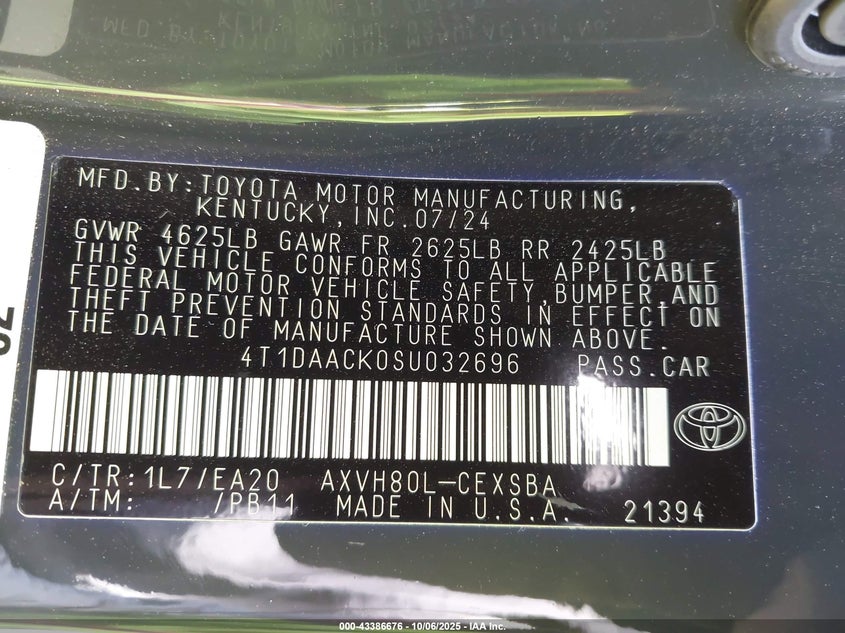 MFD.BY:TOYOTA MOTOR MANUFACTURING,
KENTUCKY,INC.07/24
GVWR 4625LB GAWR FR 2625LB RR 2425LB
THIS VEHICLE CONFORMS TO ALL APPLICABLE
FEDERAL MOTOR VEHICLE SAFETY,BUMPER,AND
THEFT PREVENTION STANDARDS IN EFFECT ON
THE DATE OF MANUFACTURE SHOWN ABOVE.
4T1DAACK0SU032696 PASS.CAR
C/TR:1L7/EA20 AXVH80L-CEXSBA
A/TM: /PB11 MADE IN U.S.A. 21394
000-43386676 - 10/06/2025 - IAA Inc.